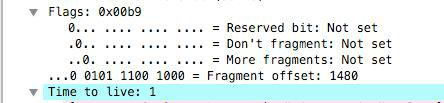 Flags: 0x00b9
0... .... .... .... = Reserved bit: Not set
.0.. .... .... .... = Don't fragment: Not set
..0. .... .... .... = More fragments: Not set
...0 0101 1100 1000 = Fragment offset: 1480
Time to live: 1